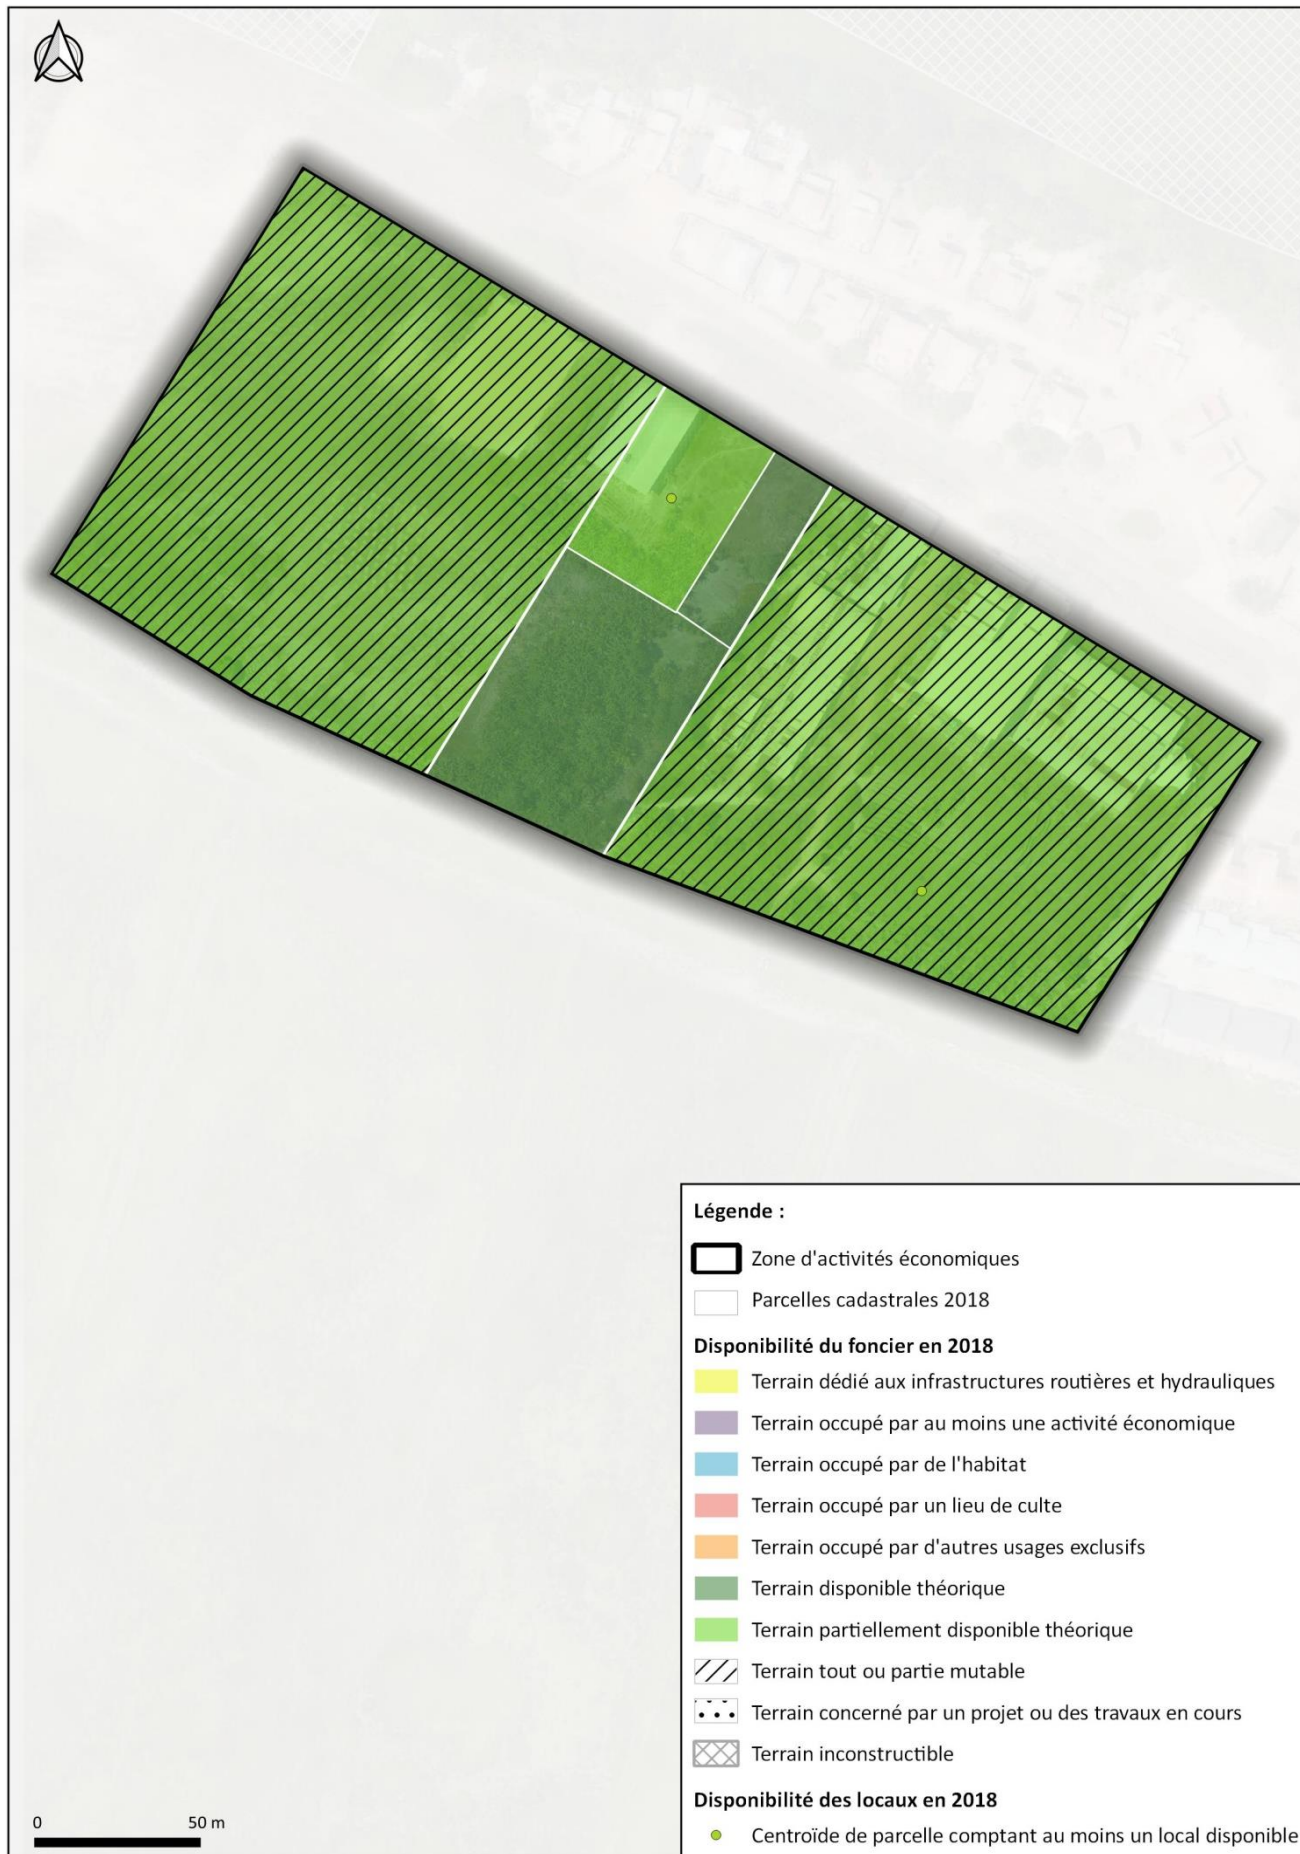 Légende :
Zone d'activités économiques
Parcelles cadastrales 2018
Disponibilité du foncier en 2018
Terrain dédié aux infrastructures routières et hydrauliques
Terrain occupé par au moins une activité économique
Terrain occupé par de l'habitat
Terrain occupé par un lieu de culte
Terrain occupé par d'autres usages exclusifs
Terrain disponible théorique
Terrain partiellement disponible théorique
Terrain tout ou partie mutable
Terrain concerné par un projet ou des travaux en cours
Terrain inconstructible
Disponibilité des locaux en 2018
Centroïde de parcelle comptant au moins un local disponible
0 50 m